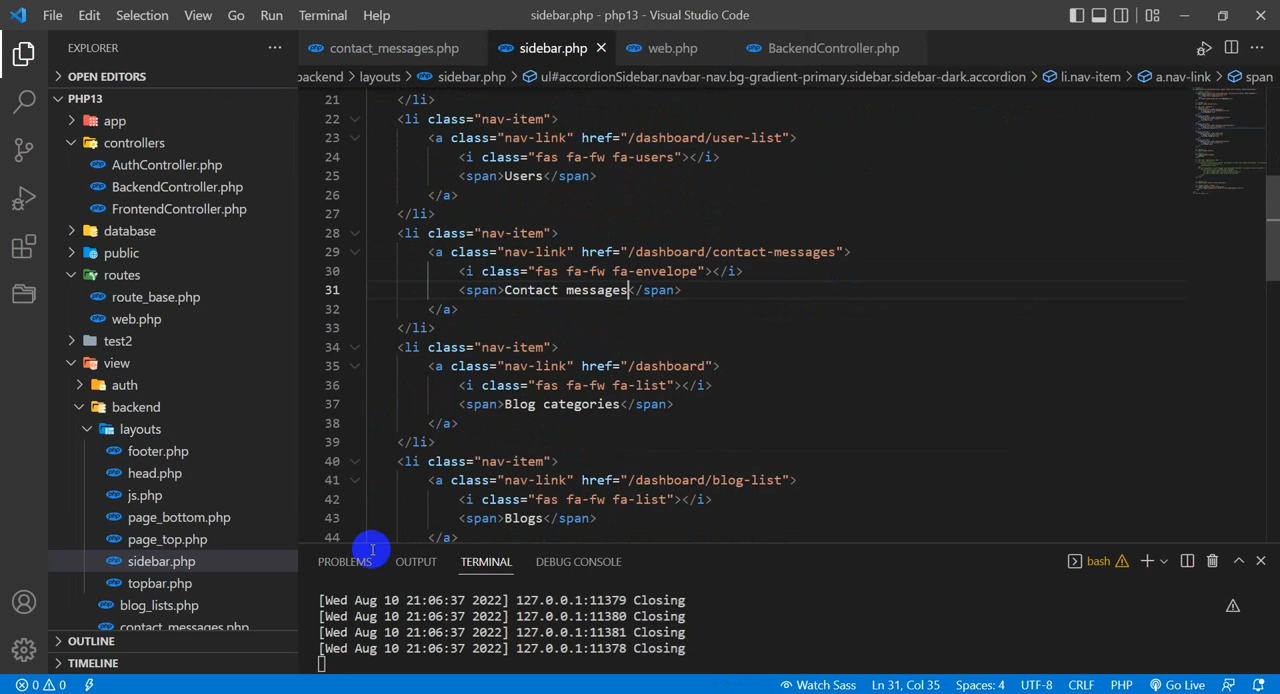 File Edit Selection View Go Run Terminal Help sidebar.php - php13 - Visual Studio Code
EXPLORER
OPEN EDITORS
PHP13
app
controllers
AuthController.php
BackendController.php
FrontendController.php
database
public
routes
route_base.php
web.php
test2
view
auth
backend
layouts
footer.php
head.php
js.php
page_bottom.php
page_top.php
sidebar.php
topbar.php
blog_lists.php
contact_messages.php
OUTLINE
TIMELINE
contact_messages.php sidebar.php web.php BackendController.php
backend > layouts > sidebar.php > ul#accordionSidebar.navbar-nav.bg-gradient-primary.sidebar.sidebar-dark.accordion > li.nav-item > a.nav-link > span
21 </li>
22 <li class="nav-item">
23 <a class="nav-link" href="/dashboard/user-list">
24 <i class="fas fa-fw fa-users"></i>
25 <span>Users</span>
26 </a>
27 </li>
28 <li class="nav-item">
29 <a class="nav-link" href="/dashboard/contact-messages">
30 <i class="fas fa-fw fa-envelope"></i>
31 <span>Contact messages</span>
32 </a>
33 </li>
34 <li class="nav-item">
35 <a class="nav-link" href="/dashboard">
36 <i class="fas fa-fw fa-list"></i>
37 <span>Blog categories</span>
38 </a>
39 </li>
40 <li class="nav-item">
41 <a class="nav-link" href="/dashboard/blog-list">
42 <i class="fas fa-fw fa-list"></i>
43 <span>Blogs</span>
44 </a>
PROBLEMS OUTPUT TERMINAL DEBUG CONSOLE bash
[Wed Aug 10 21:06:37 2022] 127.0.0.1:11379 Closing
[Wed Aug 10 21:06:37 2022] 127.0.0.1:11380 Closing
[Wed Aug 10 21:06:37 2022] 127.0.0.1:11381 Closing
[Wed Aug 10 21:06:37 2022] 127.0.0.1:11378 Closing
0 0 Watch Sass Ln 31, Col 35 Spaces: 4 UTF-8 CRLF PHP Go Live